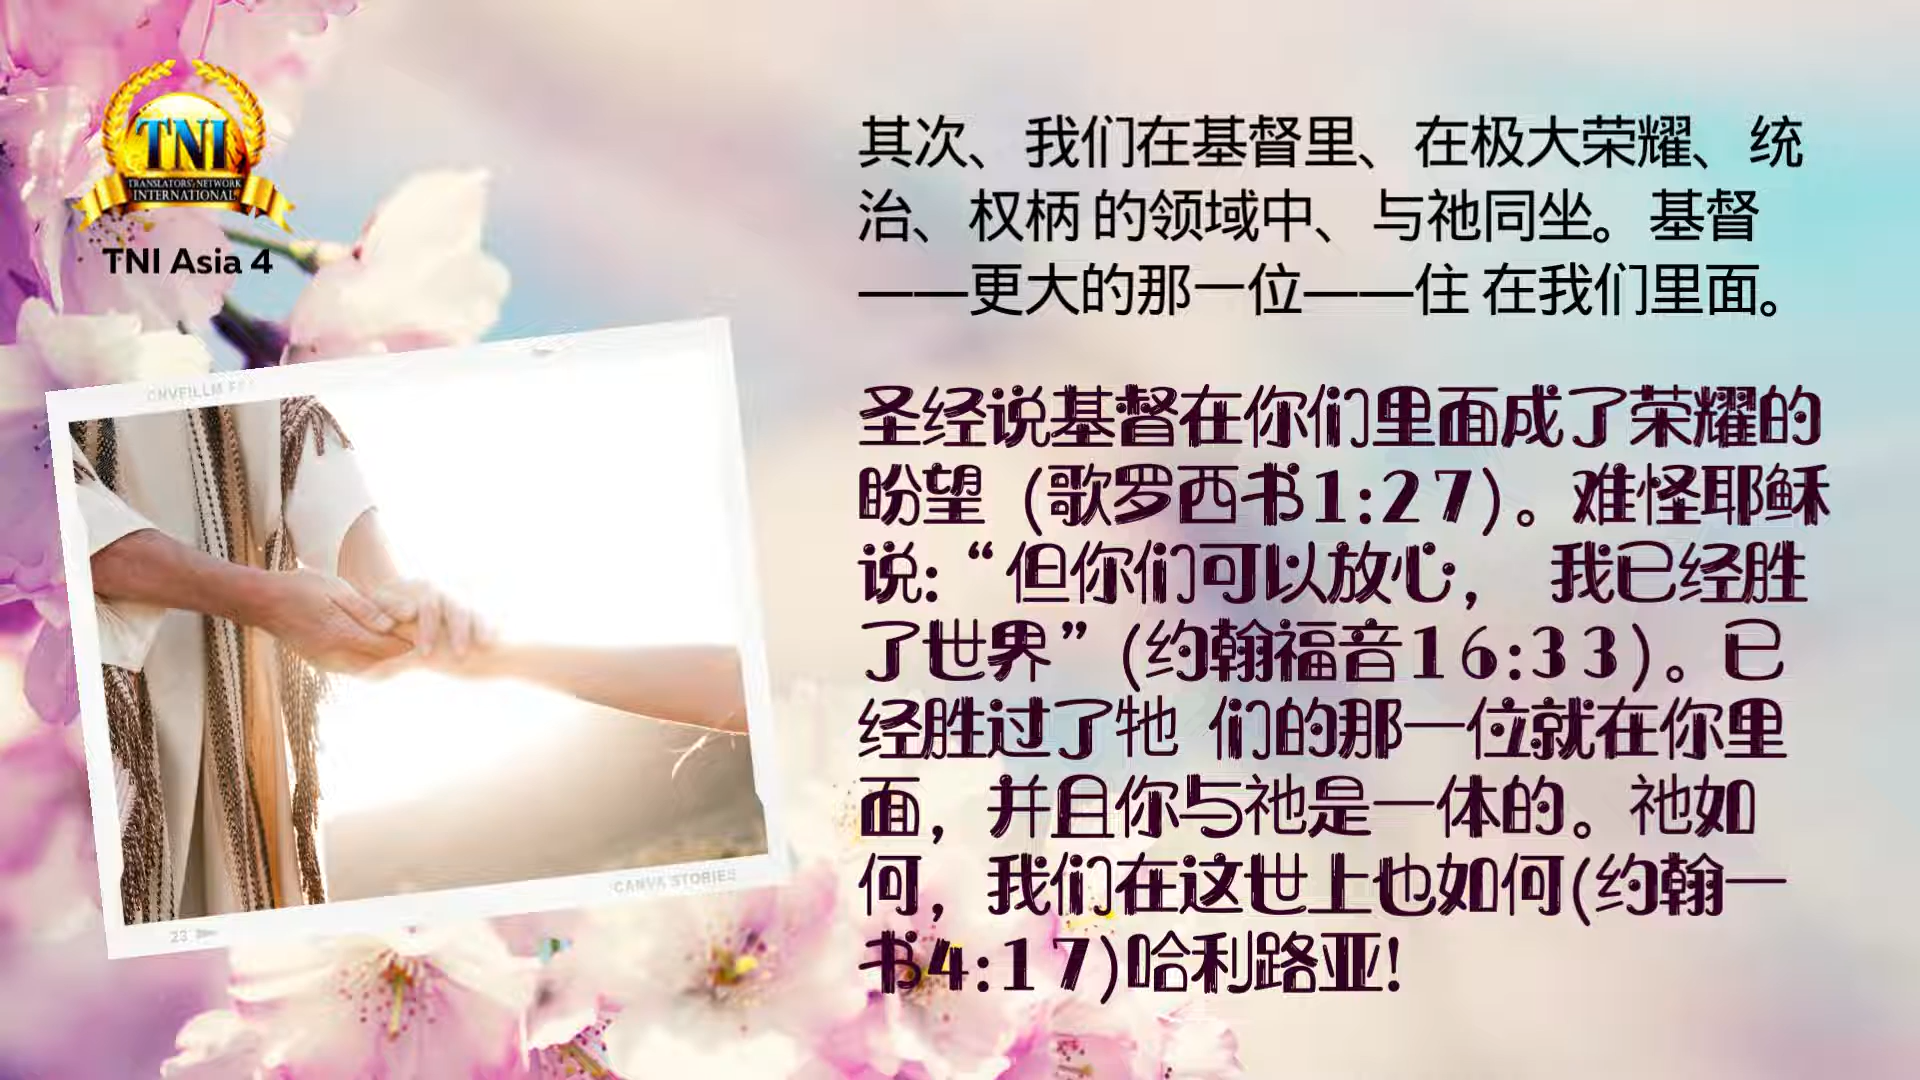 TNI
TRANSLATORS' NETWORK
INTERNATIONAL
TNI Asia 4
其次、我们在基督里、在极大荣耀、统
治、权柄 的领域中、与祂同坐。基督
——更大的那一位——住 在我们里面。
圣经说基督在你们里面成了荣耀的
盼望 (歌罗西书1:27)。难怪耶稣
说:“但你们可以放心， 我已经胜
了世界”(约翰福音16:33)。已
经胜过了牠 们的那一位就在你里
面，并且你与祂是一体的。祂如
何，我们在这世上也如何(约翰一
书4:17)哈利路亚!
CANVA STORIES
23